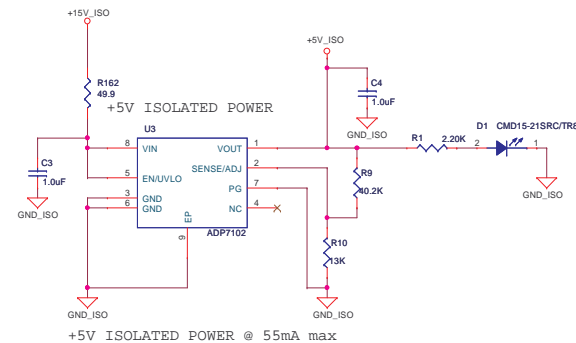 +15V_ISO
+5V_ISO
R162
49.9
C4
1.0uF
+5V ISOLATED POWER
GND_ISO
U3
D1 CMD15-21SRC/TR8
R1 2.20K
2
1
8 VIN VOUT 1
SENSE/ADJ 2
C3
1.0uF
5 EN/UVLO
PG 7
R9
40.2K
3 GND
6 GND
NC 4
GND_ISO
GND_ISO
EP
9
ADP7102
R10
13K
GND_ISO
GND_ISO
+5V ISOLATED POWER @ 55mA max